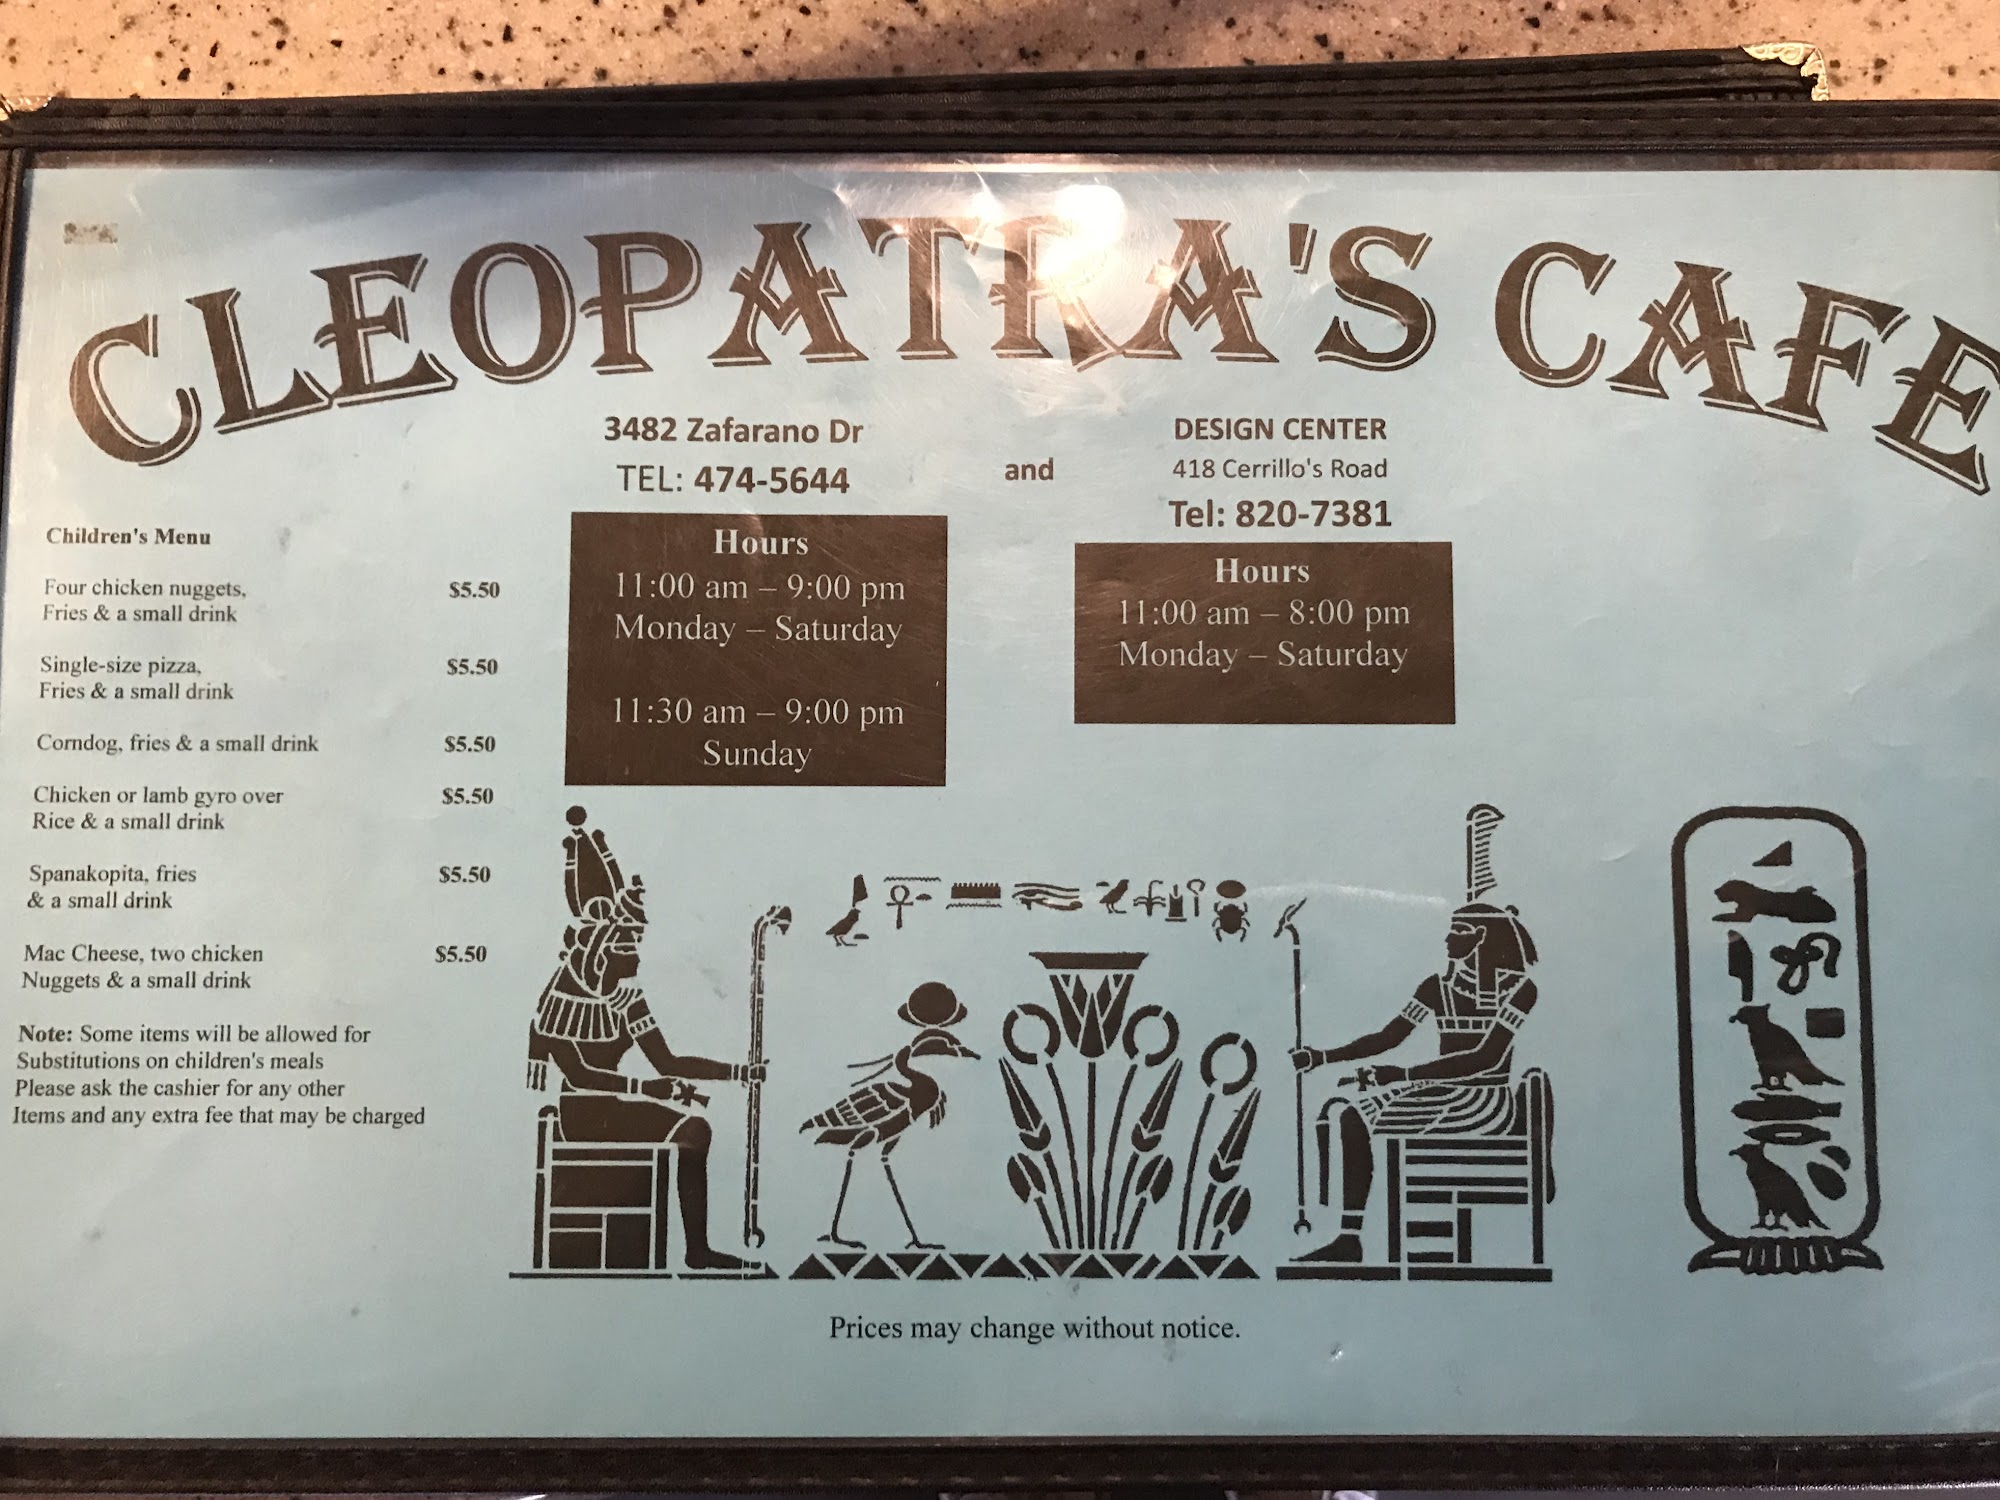 CLEOPATRA'S CAFE
3482 Zafarano Dr
TEL: 474-5644
and
DESIGN CENTER
418 Cerrillo's Road
Tel: 820-7381
Hours
11:00 am – 9:00 pm
Monday – Saturday
11:30 am – 9:00 pm
Sunday
Hours
11:00 am – 8:00 pm
Monday – Saturday
Children's Menu
Four chicken nuggets, $5.50
Fries & a small drink
Single-size pizza, $5.50
Fries & a small drink
Corndog, fries & a small drink $5.50
Chicken or lamb gyro over $5.50
Rice & a small drink
Spanakopita, fries $5.50
& a small drink
Mac Cheese, two chicken $5.50
Nuggets & a small drink
Note: Some items will be allowed for
Substitutions on children's meals
Please ask the cashier for any other
Items and any extra fee that may be charged
Prices may change without notice.